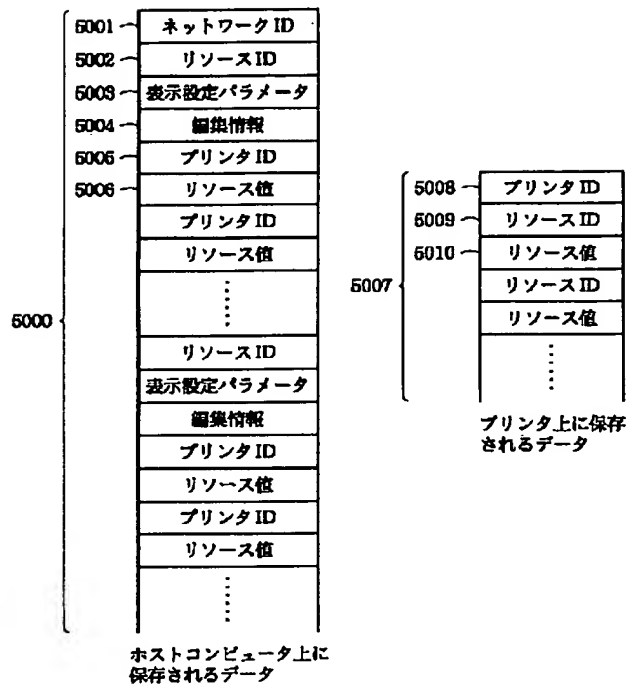 5001 ネットワークID
5002 リソースID
5003 表示設定パラメータ
5004 編集情報
5005 プリンタID
5006 リソース値
プリンタID
リソース値
5000
リソースID
表示設定パラメータ
編集情報
プリンタID
リソース値
プリンタID
リソース値
ホストコンピュータ上に
保存されるデータ
5008 プリンタID
5009 リソースID
5010 リソース値
5007
リソースID
リソース値
プリンタ上に保存
されるデータ